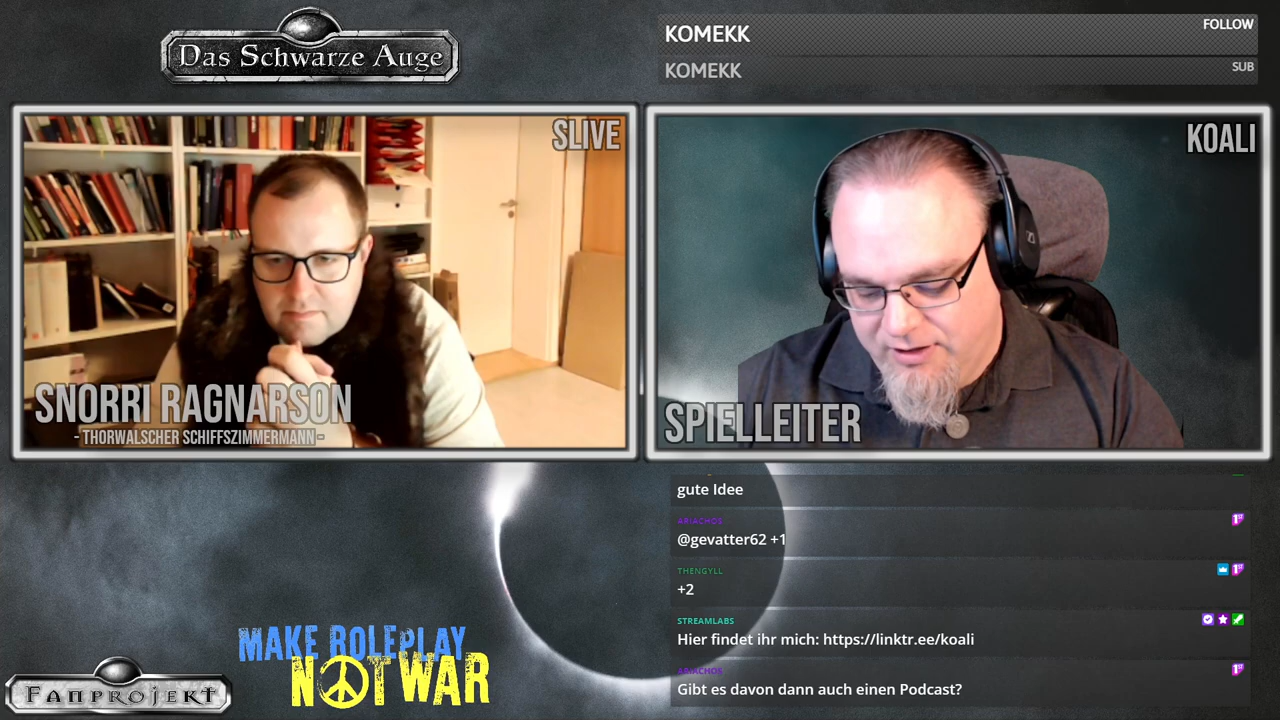 Das Schwarze Auge
KOMEKK
FOLLOW
KOMEKK
SUB
SLIVE
SNORRI RAGNARSON
- THORWALSCHER SCHIFFSZIMMERMANN -
KOALI
SPIELLEITER
gute Idee
ARIACHOS
@gevatter62 +1
THENGYLL
+2
STREAMLABS
Hier findet ihr mich: https://linktr.ee/koali
ARIACHOS
Gibt es davon dann auch einen Podcast?
MAKE ROLEPLAY
NOT WAR
FANPROJEKT